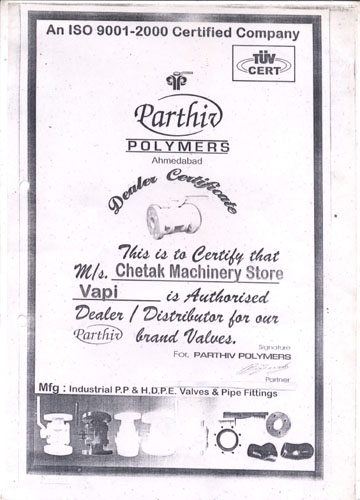 An ISO 9001-2000 Certified Company
TÜV
CERT
Parthiv
POLYMERS
Ahmedabad
Dealer Certificate
This is to Certify that
M/s. Chetak Machinery Store
Vapi is Authorised
Dealer / Distributor for our
Parthiv brand Valves.
Signature
For, PARTHIV POLYMERS
Partner
Mfg : Industrial P.P & H.D.P.E. Valves & Pipe Fittings